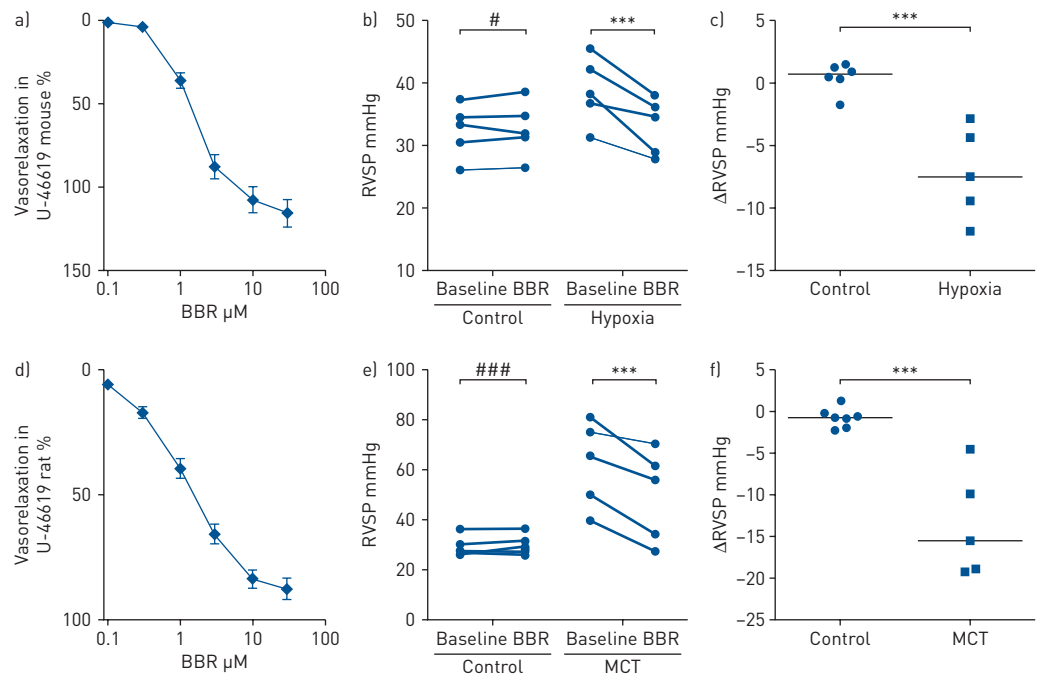 a)
Vasorelaxation in
U-46619 mouse %
0
50
100
150
0.1 1 10 100
BBR µM
b)
RVSP mmHg
50
40
30
20
10
# ***
Baseline BBR Baseline BBR
Control Hypoxia
c)
ΔRVSP mmHg
5
0
−5
−10
−15
***
Control Hypoxia
d)
Vasorelaxation in
U-46619 rat %
0
50
100
0.1 1 10 100
BBR µM
e)
RVSP mmHg
100
80
60
40
20
0
### ***
Baseline BBR Baseline BBR
Control MCT
f)
ΔRVSP mmHg
5
0
−5
−10
−15
−20
−25
***
Control MCT